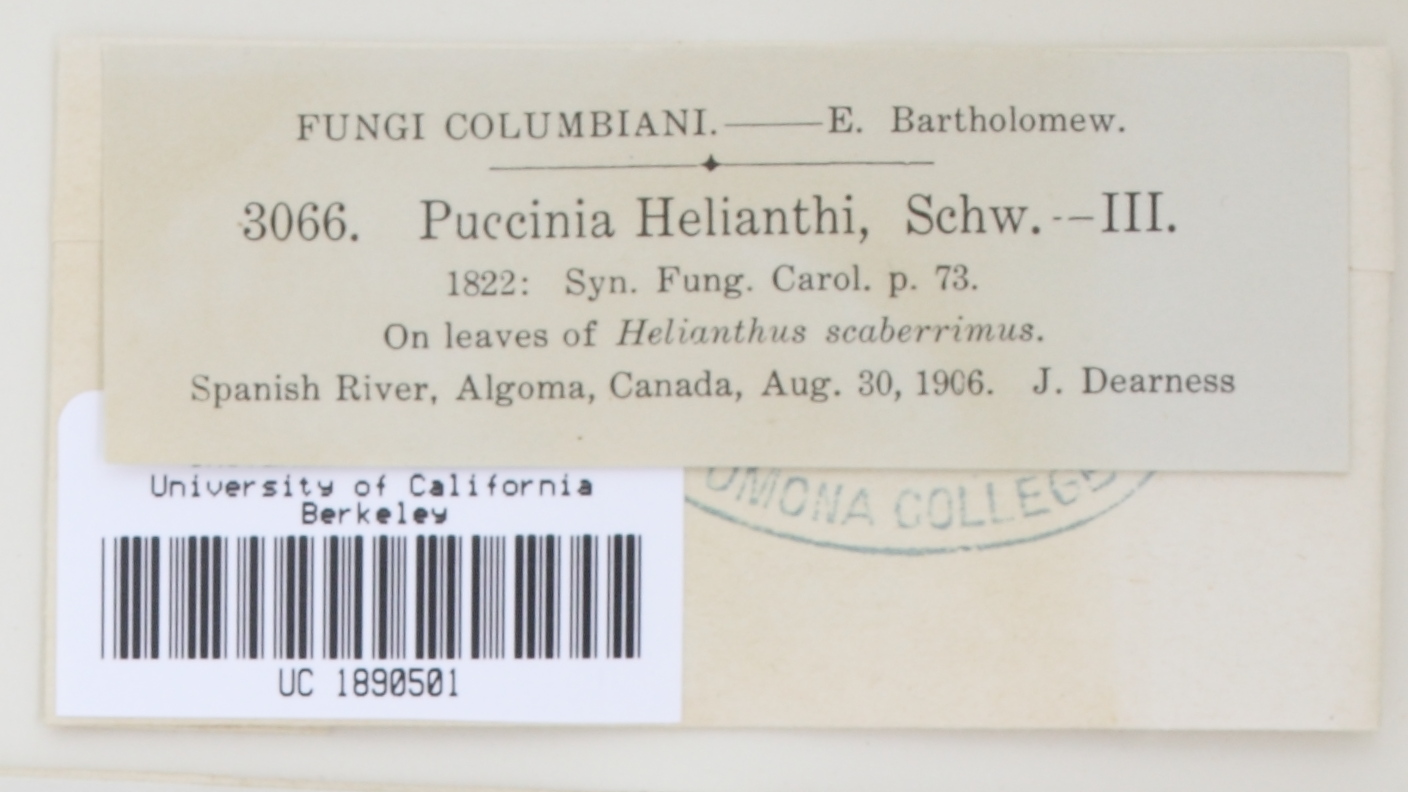 FUNGI COLUMBIANI.——E. Bartholomew.
3066. Puccinia Helianthi, Schw.--III.
1822: Syn. Fung. Carol. p. 73.
On leaves of Helianthus scaberrimus.
Spanish River, Algoma, Canada, Aug. 30, 1906. J. Dearness
University of California
Berkeley
UC 1890501
OMONA COLLEGE